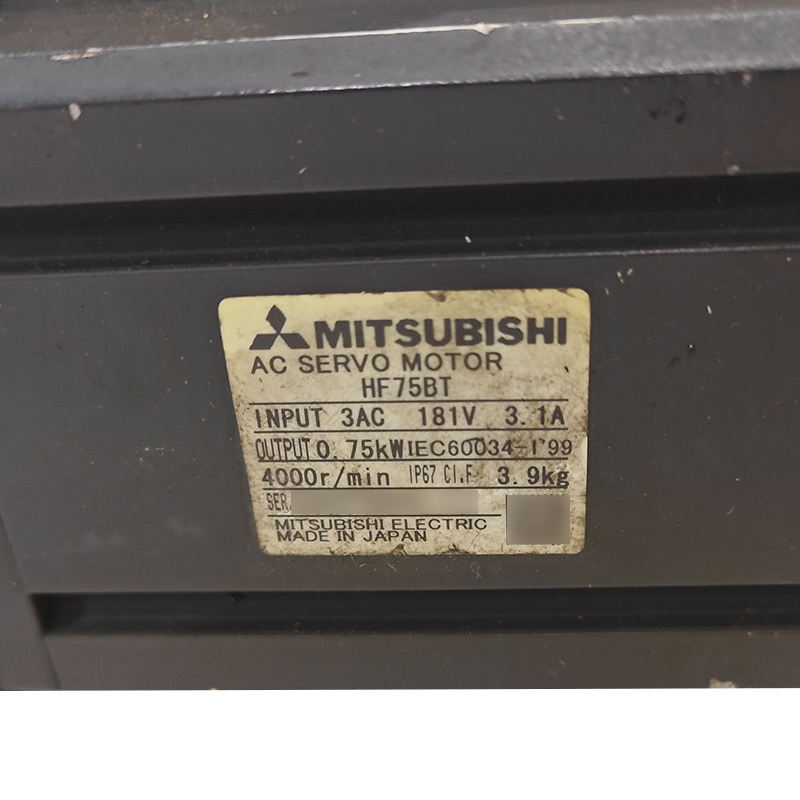 MITSUBISHI
AC SERVO MOTOR
HF75BT
INPUT 3AC 181V 3.1A
OUTPUT 0.75kW IEC60034-1'99
4000r/min IP67 CI.F 3.9kg
SER.
MITSUBISHI ELECTRIC
MADE IN JAPAN